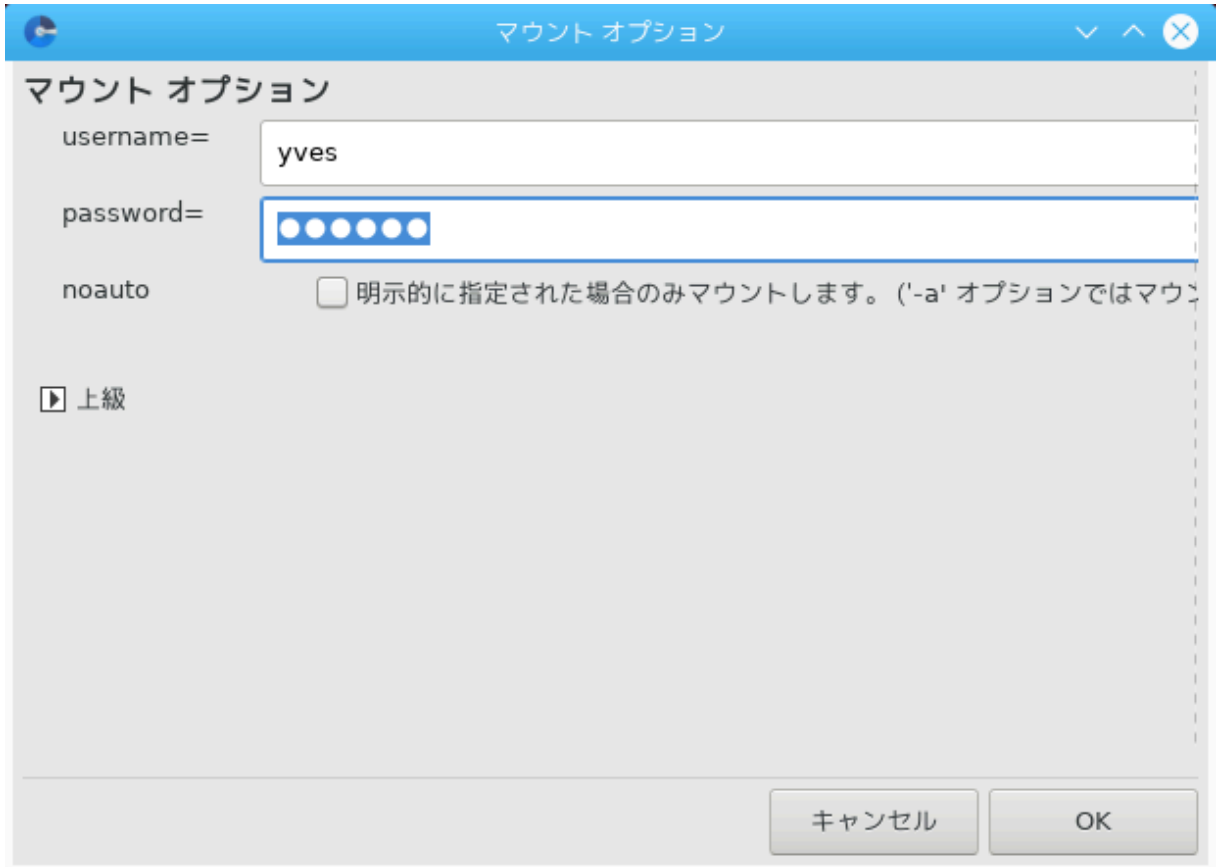 マウント オプション
マウント オプション
username=
yves
password=
●●●●●●
noauto
明示的に指定された場合のみマウントします。 ('-a' オプションではマウン
上級
キャンセル
OK